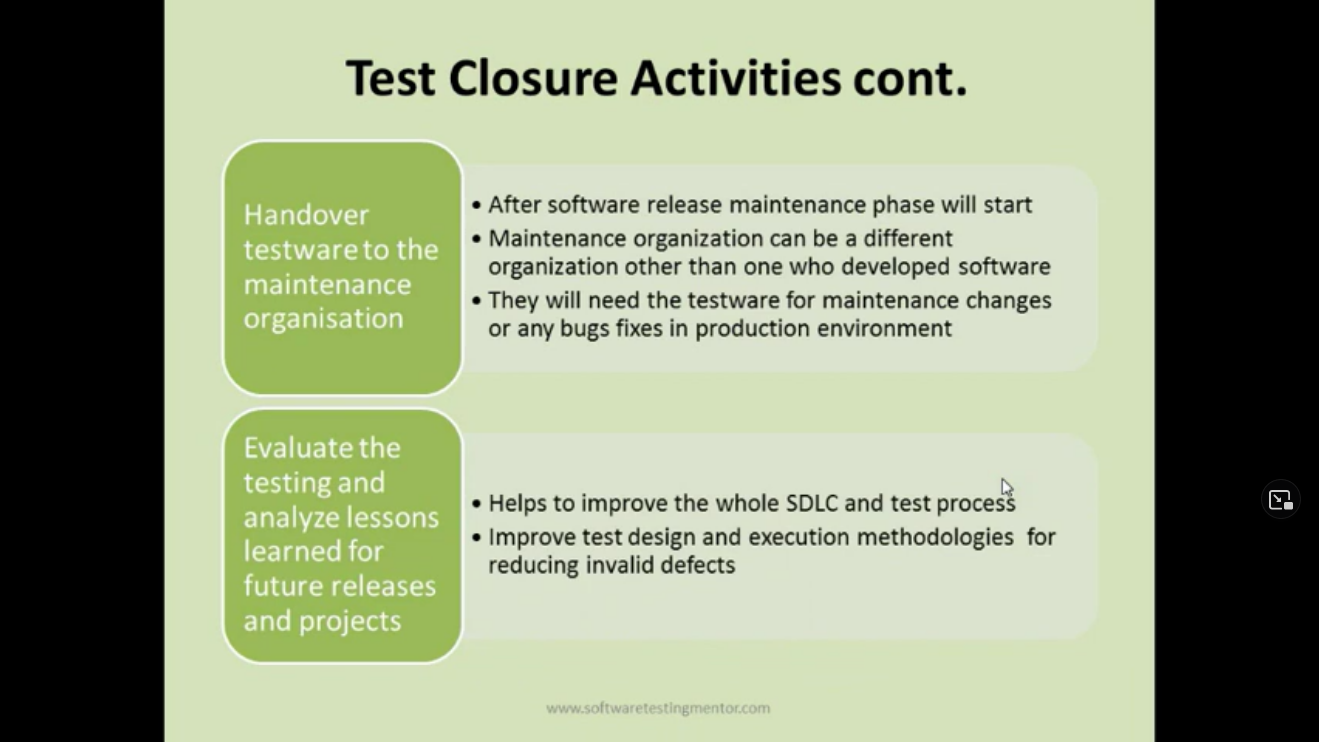 Test Closure Activities cont.
Handover
testware to the
maintenance
organisation
• After software release maintenance phase will start
• Maintenance organization can be a different
organization other than one who developed software
• They will need the testware for maintenance changes
or any bugs fixes in production environment
Evaluate the
testing and
analyze lessons
learned for
future releases
and projects
• Helps to improve the whole SDLC and test process
• Improve test design and execution methodologies for
reducing invalid defects
www.softwaretestingmentor.com